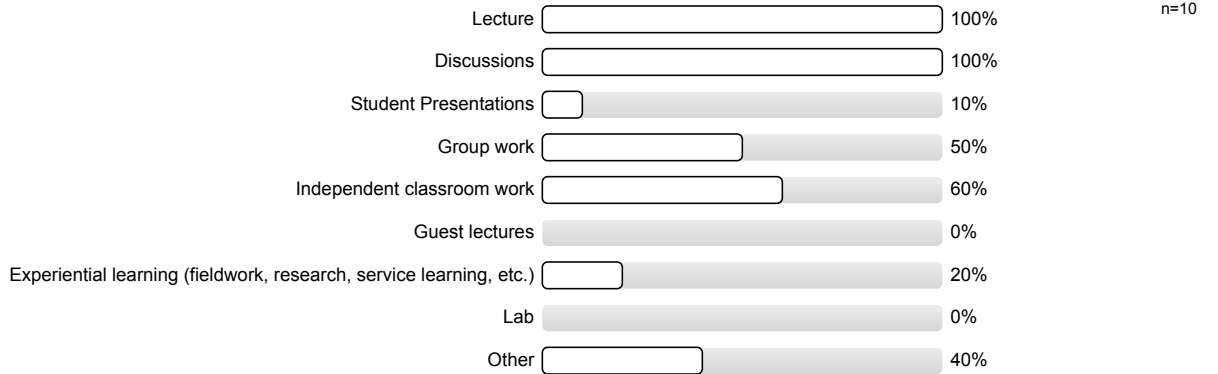 Lecture 100% n=10
Discussions 100%
Student Presentations 10%
Group work 50%
Independent classroom work 60%
Guest lectures 0%
Experiential learning (fieldwork, research, service learning, etc.) 20%
Lab 0%
Other 40%